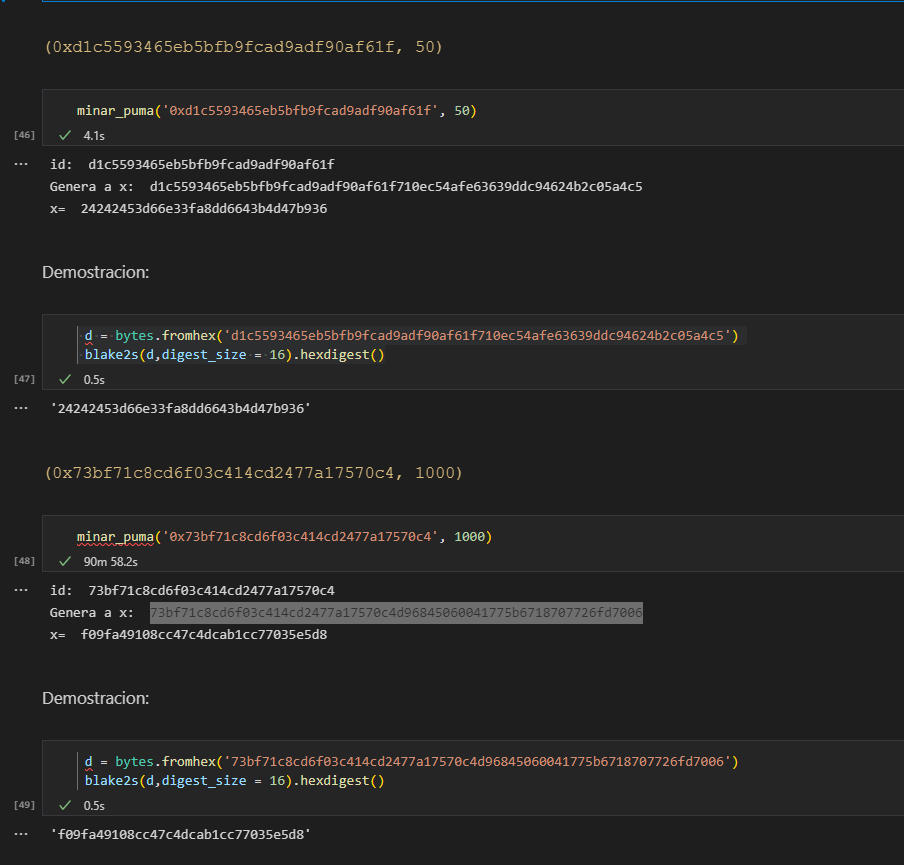 (0xd1c5593465eb5bfb9fcad9adf90af61f, 50)
minar_puma('0xd1c5593465eb5bfb9fcad9adf90af61f', 50)
[46] ✓ 4.1s
... id:  d1c5593465eb5bfb9fcad9adf90af61f
Genera a x:  d1c5593465eb5bfb9fcad9adf90af61f710ec54afe63639ddc94624b2c05a4c5
x=  24242453d66e33fa8dd6643b4d47b936
Demostracion:
d = bytes.fromhex('d1c5593465eb5bfb9fcad9adf90af61f710ec54afe63639ddc94624b2c05a4c5')
blake2s(d,digest_size = 16).hexdigest()
[47] ✓ 0.5s
... '24242453d66e33fa8dd6643b4d47b936'
(0x73bf71c8cd6f03c414cd2477a17570c4, 1000)
minar_puma('0x73bf71c8cd6f03c414cd2477a17570c4', 1000)
[48] ✓ 90m 58.2s
... id:  73bf71c8cd6f03c414cd2477a17570c4
Genera a x:  73bf71c8cd6f03c414cd2477a17570c4d96845060041775b6718707726fd7006
x=  f09fa49108cc47c4dcab1cc77035e5d8
Demostracion:
d = bytes.fromhex('73bf71c8cd6f03c414cd2477a17570c4d96845060041775b6718707726fd7006')
blake2s(d,digest_size = 16).hexdigest()
[49] ✓ 0.5s
... 'f09fa49108cc47c4dcab1cc77035e5d8'